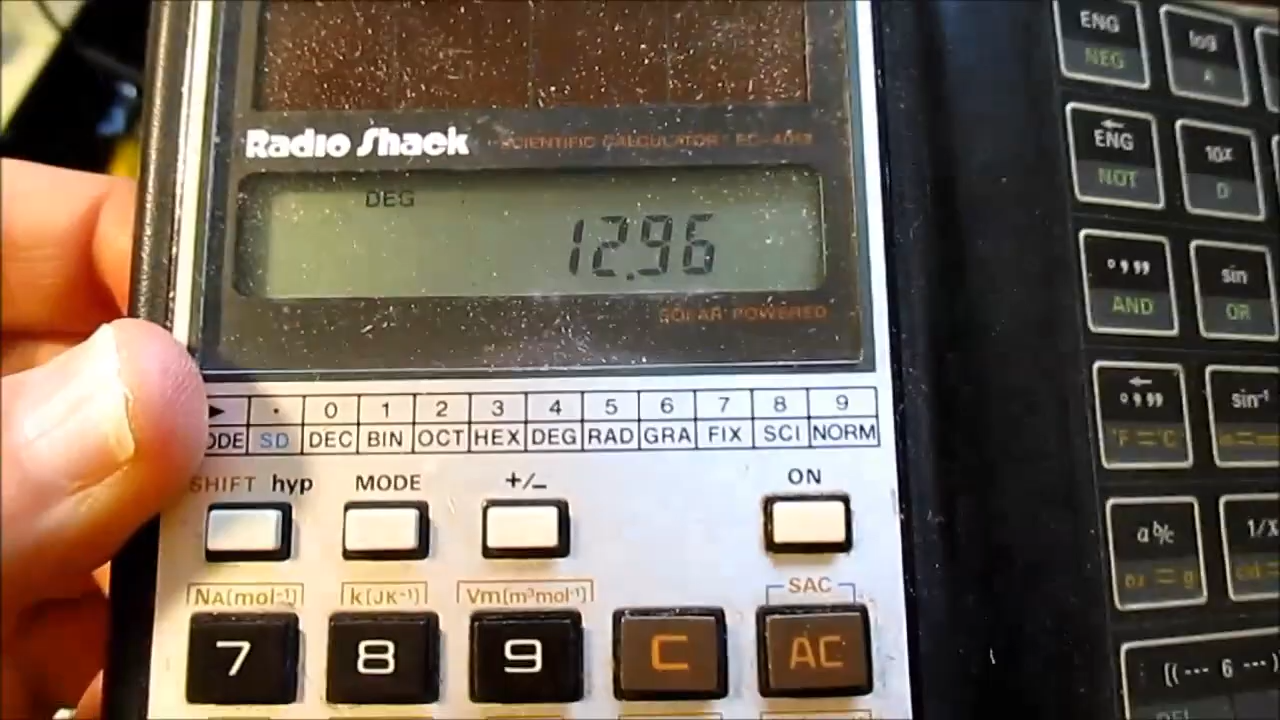 Radio Shack SCIENTIFIC CALCULATOR
DEG
12.96
SOLAR POWERED
· 0 1 2 3 4 5 6 7 8 9
SD DEC BIN OCT HEX DEG RAD GRA FIX SCI NORM
SHIFT hyp MODE +/− ON
NA(mol⁻¹) k(JK⁻¹) Vm(m³mol⁻¹) SAC
7 8 9 C AC
ENG log
NEG A
ENG 10x
NOT D
° ’ ’’ sin
AND OR
° ’ ’’ sin⁻¹
°F ⇌ °C
a b/c 1/x
oz ⇌ g
[(--- 6 ---)]